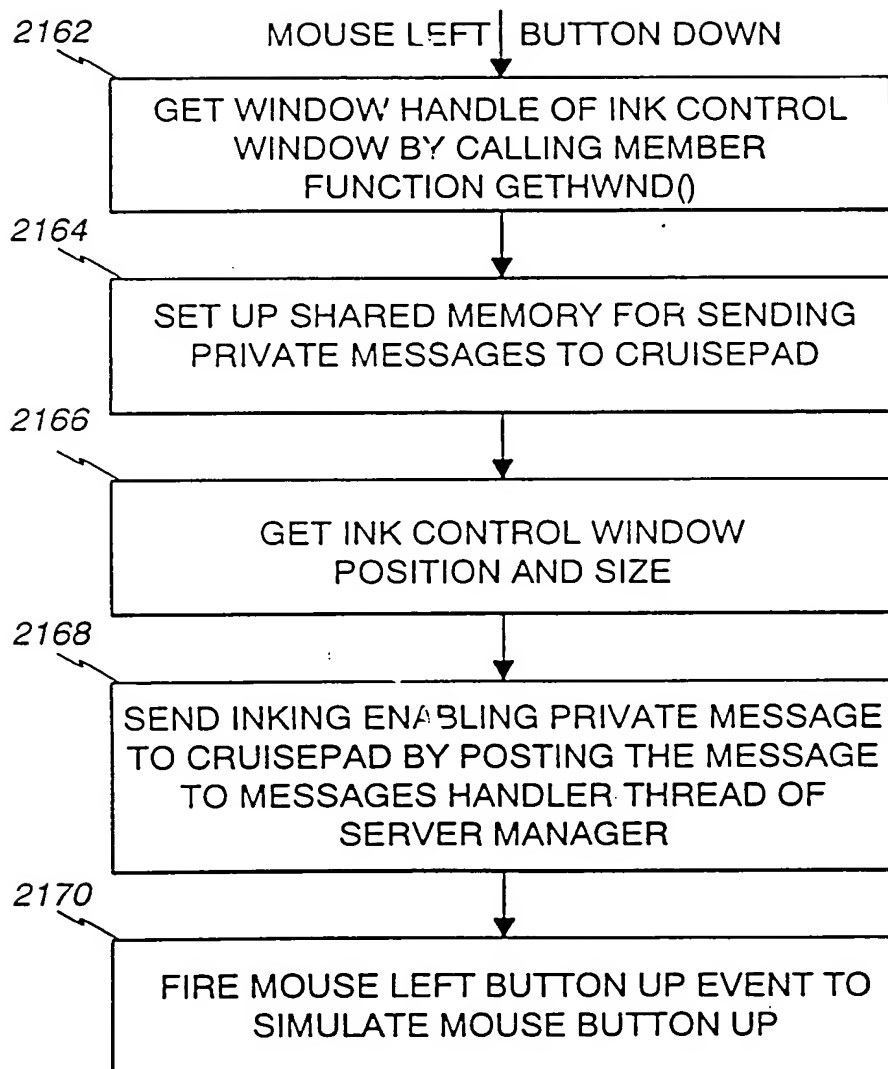 2162
MOUSE LEFT BUTTON DOWN
GET WINDOW HANDLE OF INK CONTROL
WINDOW BY CALLING MEMBER
FUNCTION GETHWND()
2164
SET UP SHARED MEMORY FOR SENDING
PRIVATE MESSAGES TO CRUISEPAD
2166
GET INK CONTROL WINDOW
POSITION AND SIZE
2168
SEND INKING ENABLING PRIVATE MESSAGE
TO CRUISEPAD BY POSTING THE MESSAGE
TO MESSAGES HANDLER THREAD OF
SERVER MANAGER
2170
FIRE MOUSE LEFT BUTTON UP EVENT TO
SIMULATE MOUSE BUTTON UP